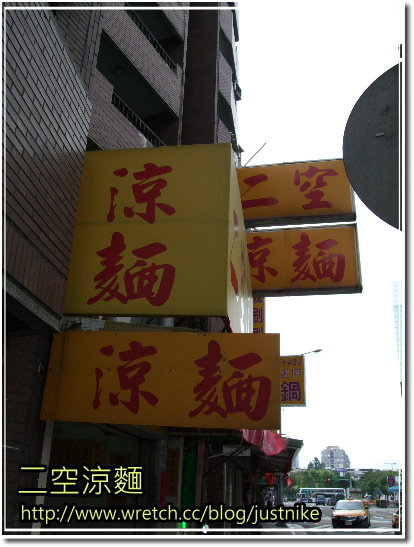 涼
麵
二空
涼麵
涼麵
鍋
二空涼麵
http://www.wretch.cc/blog/justnike